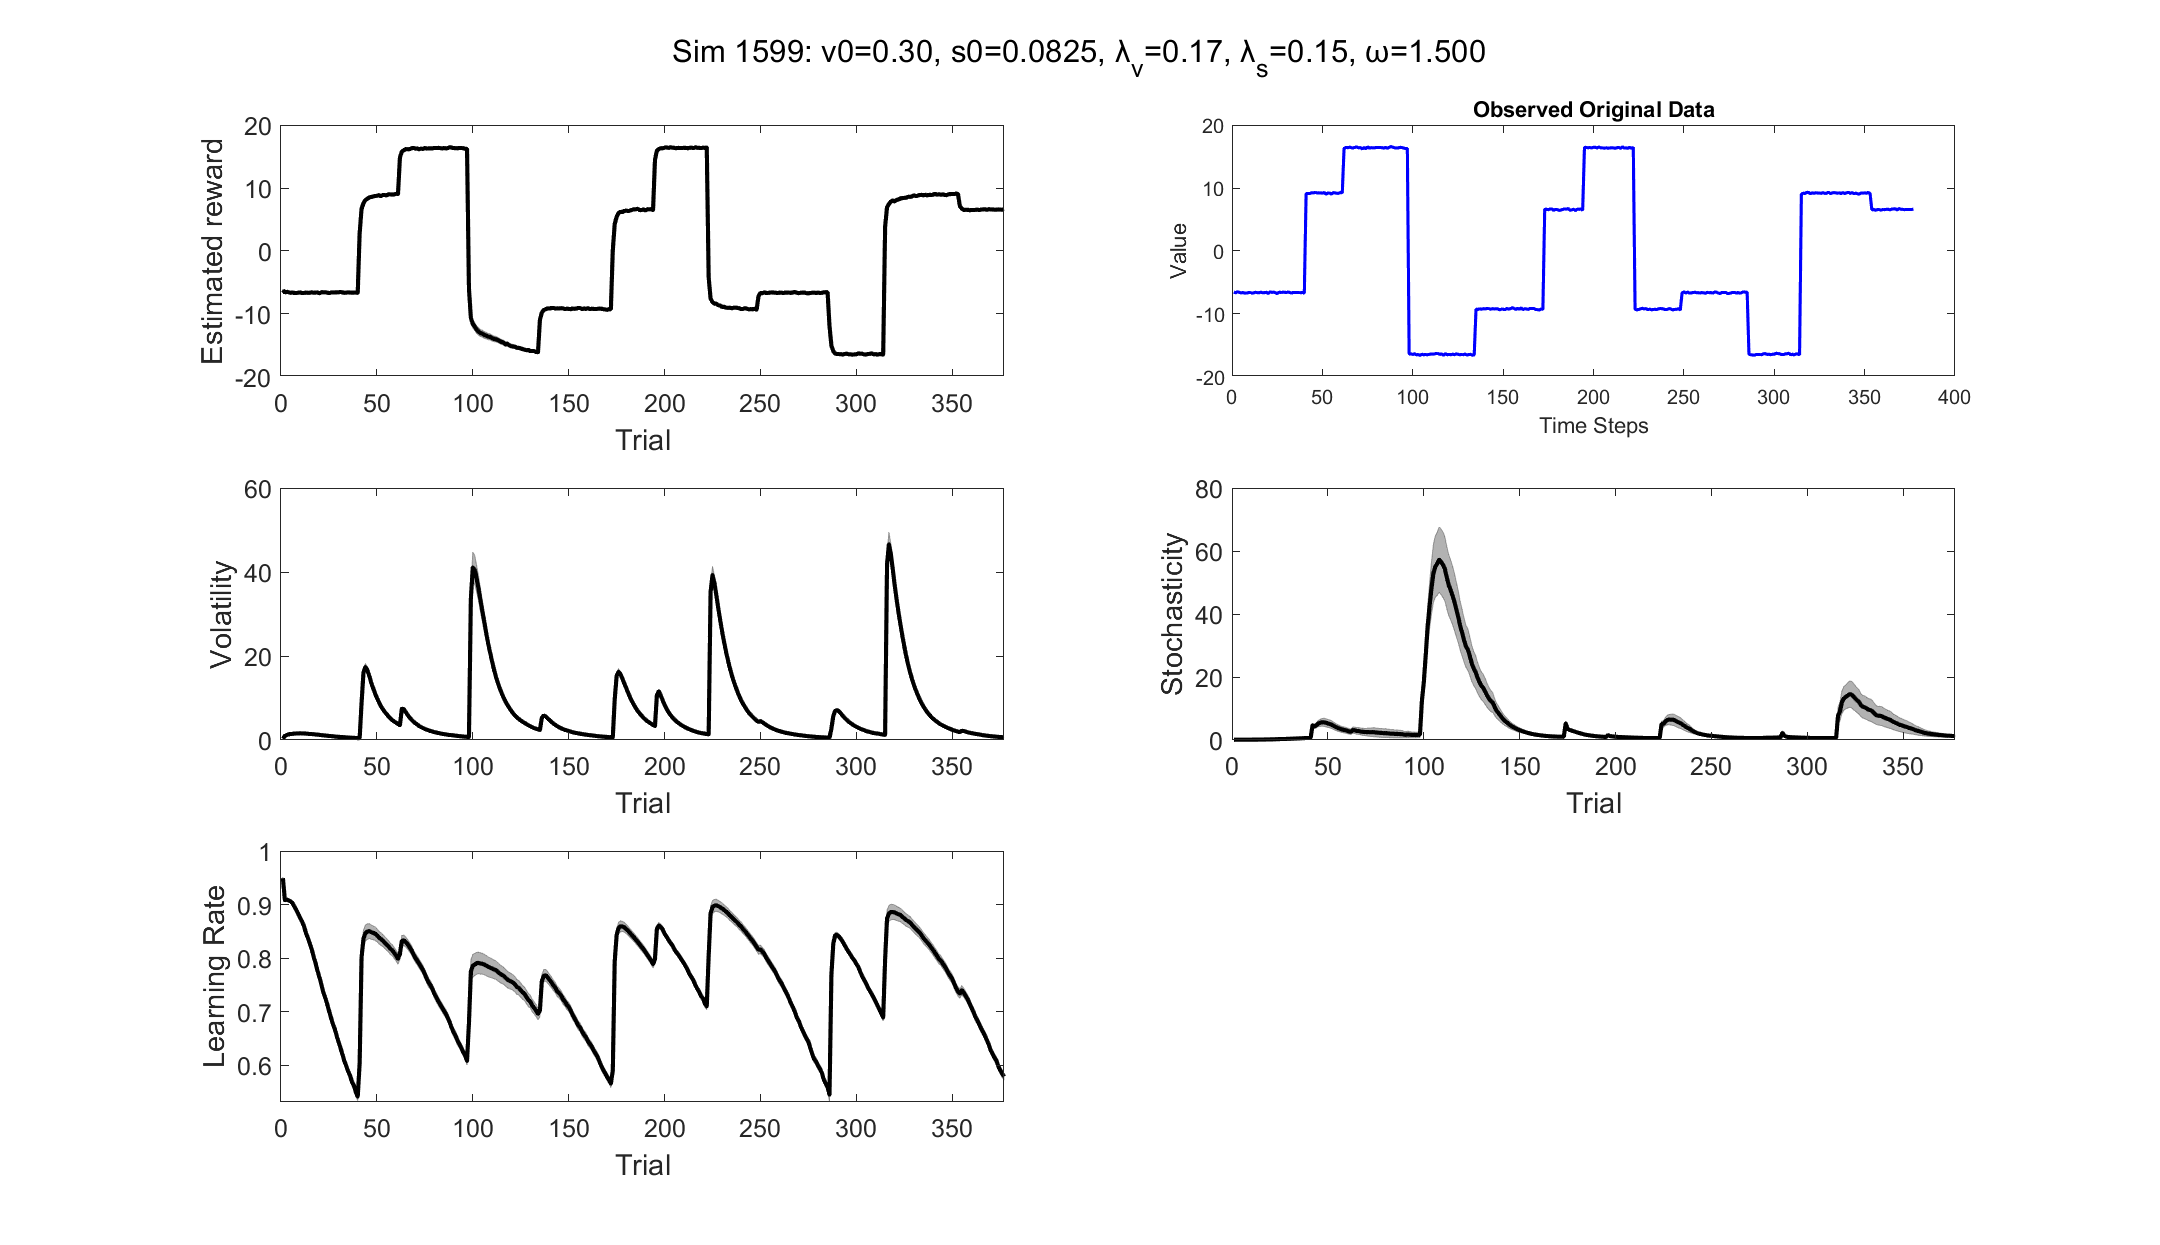 Sim 1599: v0=0.30, s0=0.0825, λ_v=0.17, λ_s=0.15, ω=1.500
Estimated reward
20
10
0
-10
-20
0 50 100 150 200 250 300 350
Trial
Observed Original Data
Value
20
10
0
-10
-20
0 50 100 150 200 250 300 350 400
Time Steps
Volatility
60
40
20
0
0 50 100 150 200 250 300 350
Trial
Stochasticity
80
60
40
20
0
0 50 100 150 200 250 300 350
Trial
Learning Rate
1
0.9
0.8
0.7
0.6
0 50 100 150 200 250 300 350
Trial